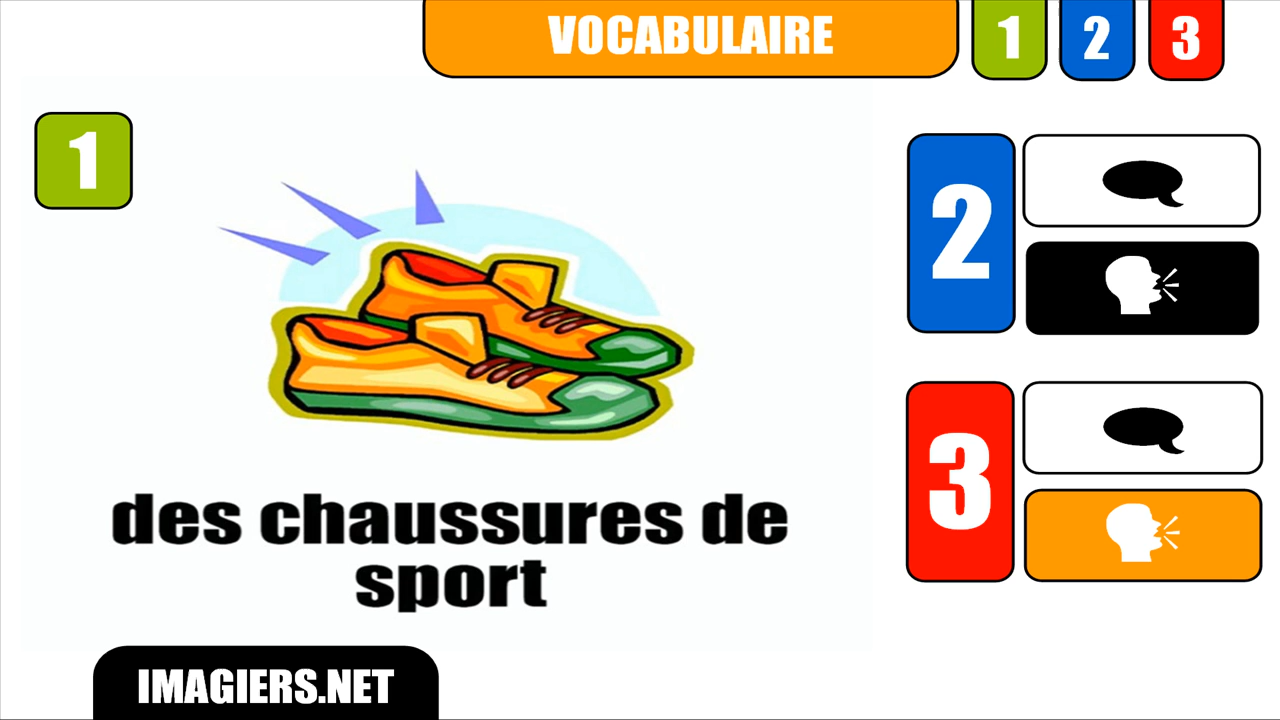 VOCABULAIRE
1
2
3
1
2
3
des chaussures de
sport
IMAGIERS.NET